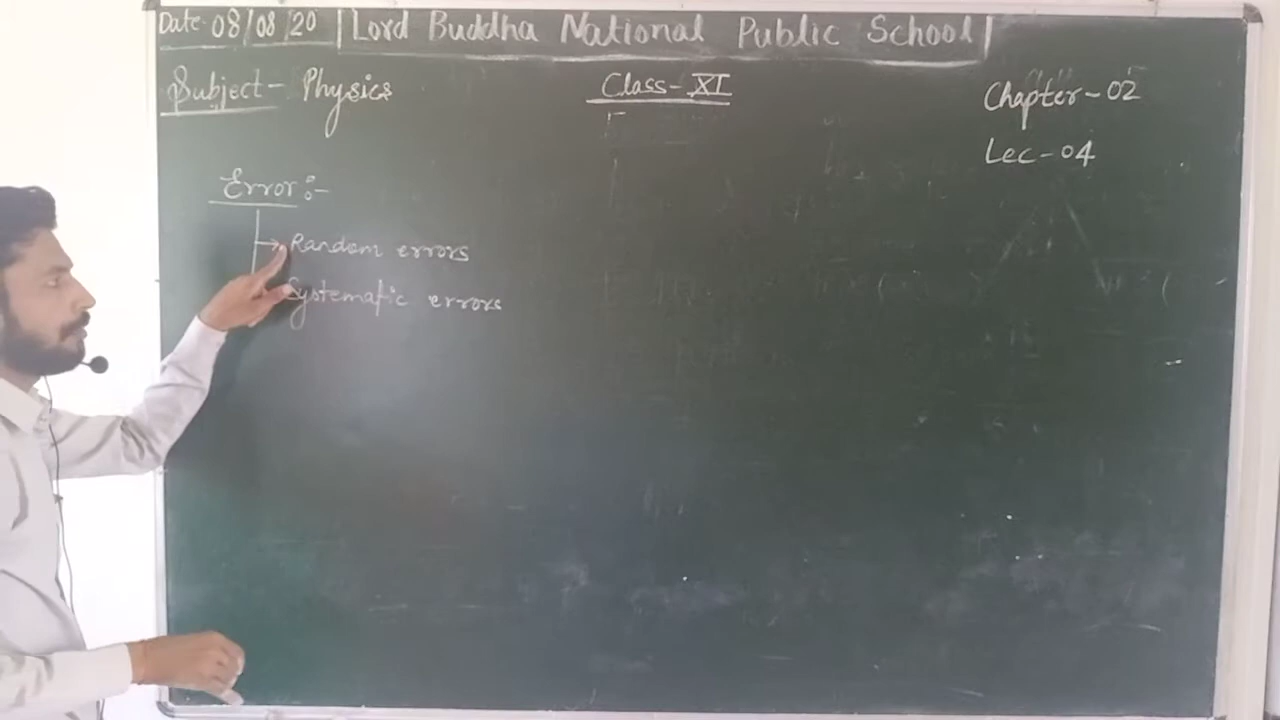 Date- 08/08/20 | Lord Buddha National Public School |
Subject- Physics
Class- XI
Chapter-02
Lec-04
Error:-
Random errors
Systematic errors